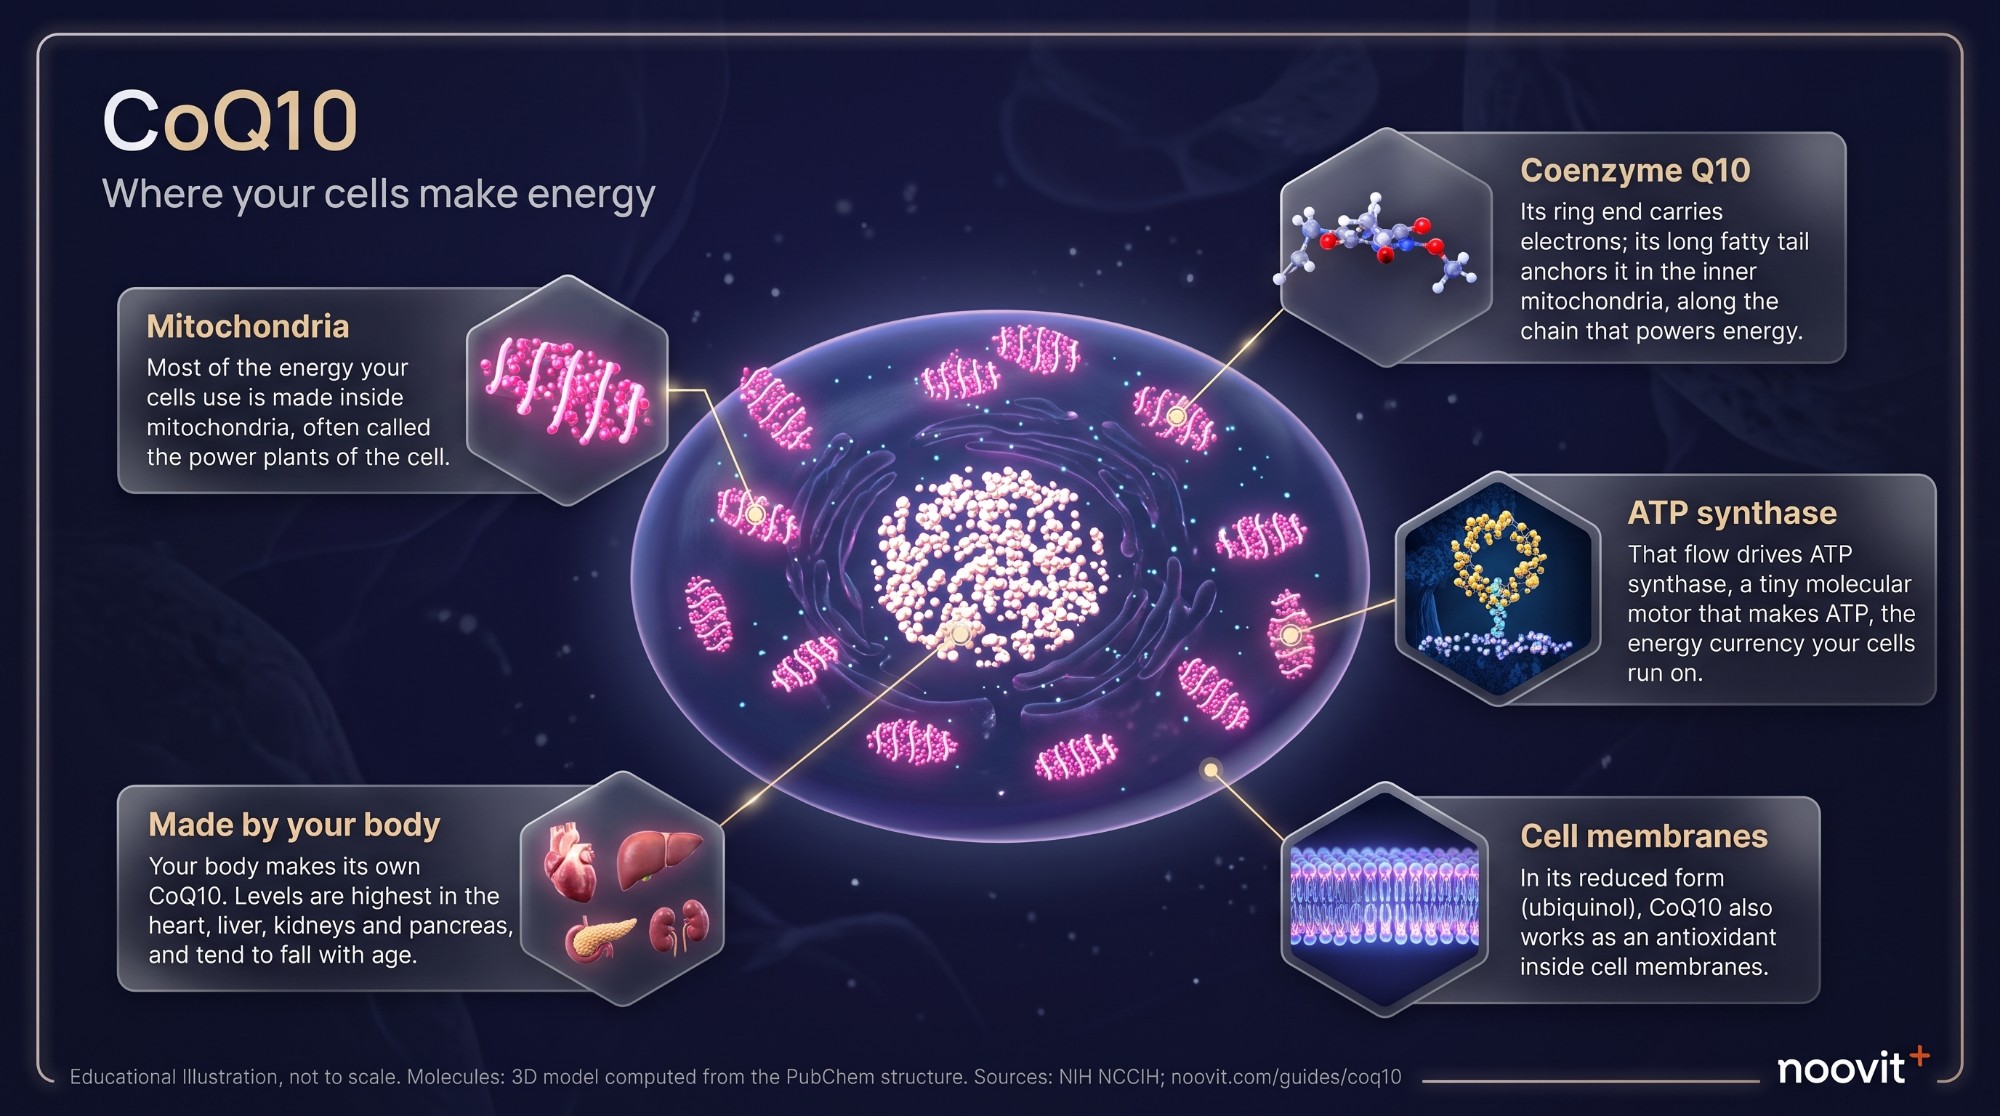 CoQ10
Where your cells make energy
Mitochondria
Most of the energy your
cells use is made inside
mitochondria, often called
the power plants of the cell.
Made by your body
Your body makes its own
CoQ10. Levels are highest in the
heart, liver, kidneys and pancreas,
and tend to fall with age.
Coenzyme Q10
Its ring end carries
electrons; its long fatty tail
anchors it in the inner
mitochondria, along the
chain that powers energy.
ATP synthase
That flow drives ATP
synthase, a tiny molecular
motor that makes ATP, the
energy currency your cells
run on.
Cell membranes
In its reduced form
(ubiquinol), CoQ10 also
works as an antioxidant
inside cell membranes.
Educational Illustration, not to scale. Molecules: 3D model computed from the PubChem structure. Sources: NIH NCCIH; noovit.com/guides/coq10
noovit+